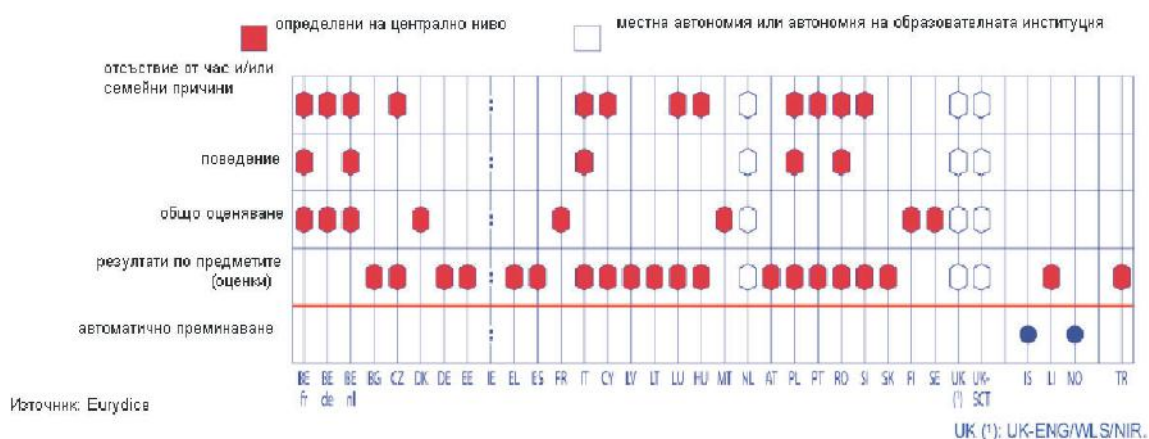 определени на централно ниво
местна автономия или автономия на образователната институция
отсъствие от час и/или
семейни причини
поведение
общо оценяване
резултати по предметите
(оценки)
автоматично преминаване
BE BE BE BG CZ DK DE EE IE EL ES FR IT CY LV LT LU HU MT NL AT PL PT RO SI SK FI SE UK UK- IS LI NO TR
fr de nl (¹) SCT
Източник: Eurydice
UK (¹): UK-ENG/WLS/NIR.